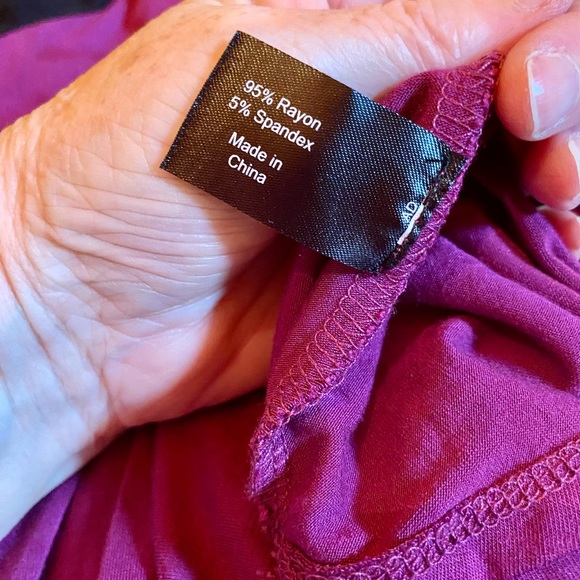 95% Rayon
5% Spandex
Made in
China